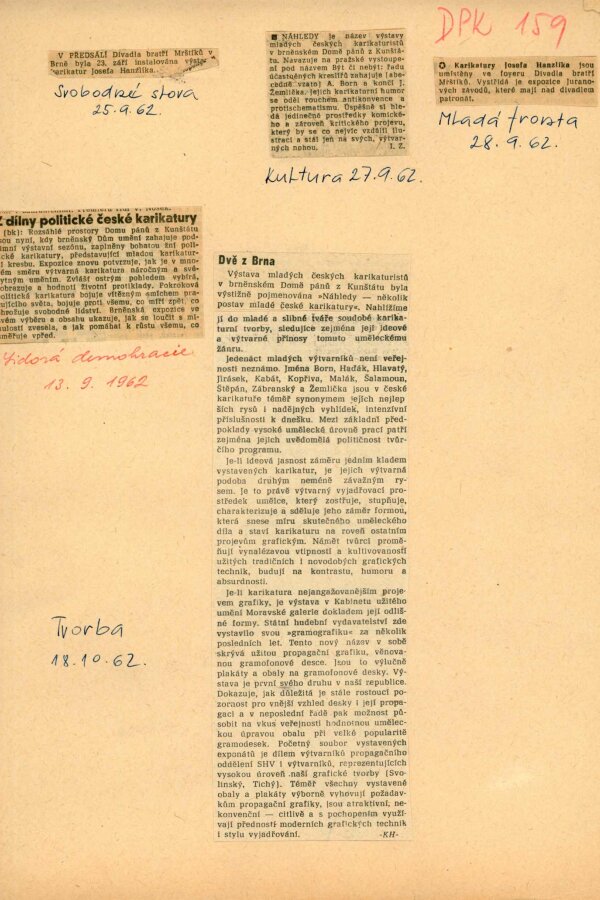 DPK 159
V PŘEDSÁLÍ Divadla bratří Mrštíků v
Brně byla 23. září instalována výstava
karikatur Josefa Hanzlíka.
Svobodné slova
25.9.62.
■ NÁHLEDY je název výstavy
mladých českých karikaturistů
v brněnském Domě pánů z Kun-
štátu. Navazuje na pražské vystoupe-
ní pod názvem Být či nebýt: řadu
účastněných kreslířů zahajuje (abe-
cedně vzato) A. Born a končí J.
Žemlička. Jejich karikaturní humor
se oděl rouchem antikonvence a
protischematismu. Úspěšně si hle-
dá jedinečné prostředky komického
a zároveň kritického projevu,
který by se co nejvíc vzdálil ilu-
straci a stál jen na svých, výtvar-
ných nohou. I. Z.
Kultura 27.9.62.
O Karikatury Josefa Hanzlíka jsou
umístěny ve foyeru Divadla bratří
Mrštíků. Vystřídá je expozice Jurano-
vých závodů, které mají nad divadlem
patronát.
Mladá fronta
28.9.62.
Z dílny politické české karikatury
(bk): Rozsáhlé prostory Domu pánů z Kunštátu
jsou nyní, kdy brněnský Dům umění zahajuje pod-
zimní výstavní sezónu, zaplněny bohatou žní poli-
tické karikatury, představující mladou karikatur-
ní kresbu. Expozice znovu potvrzuje, jak je v mno-
hém směru výtvarná karikatura náročným a své-
bytným uměním. Zvlášť ostrým pohledem vybírá,
zobrazuje a hodnotí životní protiklady. Pokroková
politická karikatura bojuje vítězným smíchem pra-
cujícího světa, bojuje proti všemu, co míří zpět, co
ohrožuje svobodné lidství. Brněnská expozice ve
svém výběru a obsahu ukazuje, jak se loučit s mi-
nulostí zvesela, a jak pomáhat k růstu všemu, co
směřuje vpřed.
Lidová demokracie
13. 9. 1962
Dvě z Brna
Výstava mladých českých karikaturistů
v brněnském Domě pánů z Kunštátu byla
výstižně pojmenována »Náhledy — několik
postav mladé české karikatury«. Nahlížíme
jí do mladé a slibné tváře soudobé karika-
turní tvorby, sledujíce zejména její ideové
a výtvarné přínosy tomuto uměleckému
žánru.
Jedenáct mladých výtvarníků není veřej-
nosti neznámo. Jména Born, Haďák, Hlavatý,
Jirásek, Kabát, Kopřiva, Malák, Šalamoun,
Štěpán, Zábranský a Žemlička jsou v české
karikatuře téměř synonymem jejích nejlep-
ších rysů i nadějných vyhlídek, intenzívní
příslušnosti k dnešku. Mezi základní před-
poklady vysoké umělecké úrovně prací patří
zejména jejich uvědomělá političnost tvůr-
čího programu.
Je-li ideová jasnost záměru jedním kladem
vystavených karikatur, je jejich výtvarná
podoba druhým neméně závažným ry-
sem. Je to právě výtvarný vyjadřovací pro-
středek umělce, který zostřuje, stupňuje,
charakterizuje a sděluje jeho záměr formou,
která snese míru skutečného uměleckého
díla a staví karikaturu na roveň ostatním
projevům grafickým. Námět tvůrci promě-
ňují vynalézavou vtipností a kultivovaností
užitých tradičních i novodobých grafických
technik, budují na kontrastu, humoru a
absurdnosti.
Je-li karikatura nejangažovanějším proje-
vem grafiky, je výstava v Kabinetu užitého
umění Moravské galerie dokladem její odliš-
né formy. Státní hudební vydavatelství zde
vystavilo svou »gramografiku« za několik
posledních let. Tento nový název v sobě
skrývá užitou propagační grafiku, věnova-
nou gramofonové desce. Jsou to výlučně
plakáty a obaly na gramofonové desky. Vý-
stava je první svého druhu v naší republice.
Dokazuje, jak důležitá je stále rostoucí po-
zornost pro vnější vzhled desky i její propa-
gaci a v neposlední řadě pak možnost půso-
sobit na vkus veřejnosti hodnotnou umělec-
kou úpravou obalu při velké popularitě
gramodesek. Početný soubor vystavených
exponátů je dílem výtvarníků propagačního
oddělení SHV i výtvarníků, reprezentujících
vysokou úroveň naší grafické tvorby (Svo-
linský, Tichý). Téměř všechny vystavené
obaly a plakáty výborně vyhovují požadav-
kům propagační grafiky, jsou atraktivní, ne-
konvenční — citlivě a s pochopením využí-
vají předností moderních grafických technik
i stylu vyjadřování. -KH-
Tvorba
18.10.62.